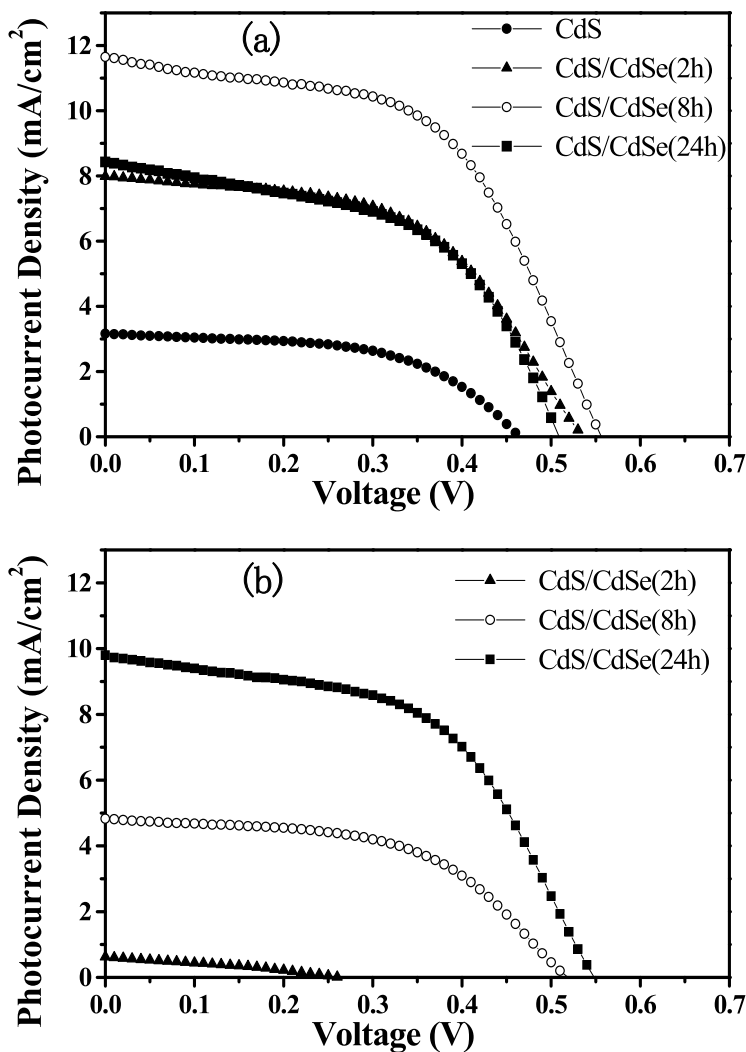 (a)
CdS
CdS/CdSe(2h)
CdS/CdSe(8h)
CdS/CdSe(24h)
Photocurrent Density (mA/cm²)
12
10
8
6
4
2
0
0.0 0.1 0.2 0.3 0.4 0.5 0.6 0.7
Voltage (V)
(b)
CdS/CdSe(2h)
CdS/CdSe(8h)
CdS/CdSe(24h)
Photocurrent Density (mA/cm²)
12
10
8
6
4
2
0
0.0 0.1 0.2 0.3 0.4 0.5 0.6 0.7
Voltage (V)